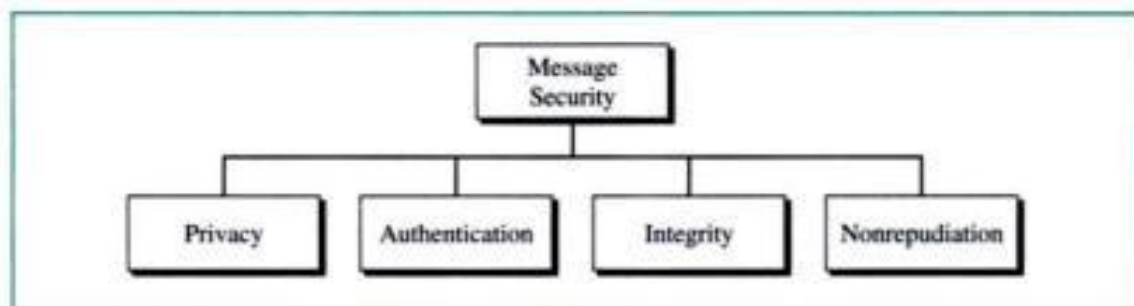 Message
Security
Privacy
Authentication
Integrity
Nonrepudiation